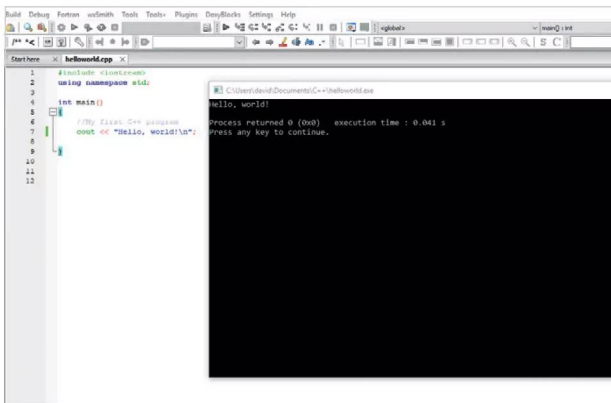 Build Debug Fortran wxSmith Tools Tools+ Plugins DoxyBlocks Settings Help
<global>
main() : int
/** *<
S C
Start here × helloworld.cpp ×
1 #include <iostream>
2 using namespace std;
3
4 int main()
5 {
6 //My first C++ program
7 cout << "Hello, world!\n";
8
9 }
10
11
12
C:\Users\david\Documents\C++\helloworld.exe
Hello, world!
Process returned 0 (0x0) execution time : 0.041 s
Press any key to continue.